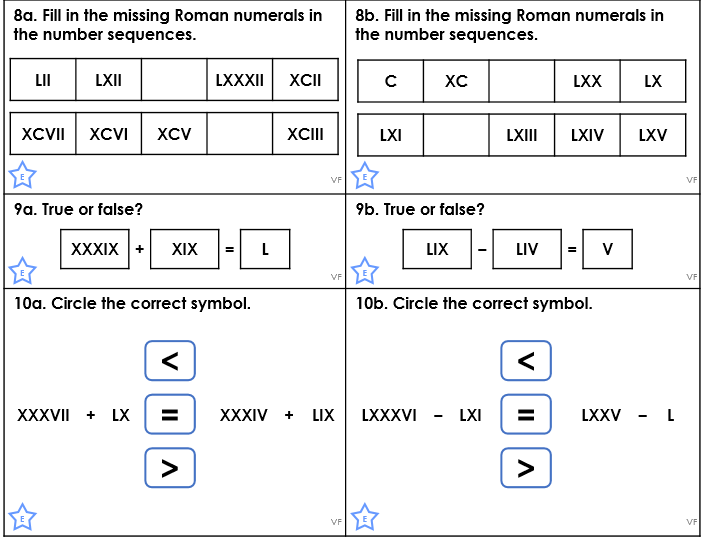 8a. Fill in the missing Roman numerals in
the number sequences.
LII LXII LXXXII XCII
XCVII XCVI XCV XCIII
E
VF
8b. Fill in the missing Roman numerals in
the number sequences.
C XC LXX LX
LXI LXIII LXIV LXV
E
VF
9a. True or false?
XXXIX + XIX = L
E
VF
9b. True or false?
LIX – LIV = V
E
VF
10a. Circle the correct symbol.
<
XXXVII + LX = XXXIV + LIX
>
E
VF
10b. Circle the correct symbol.
<
LXXXVI – LXI = LXXV – L
>
E
VF